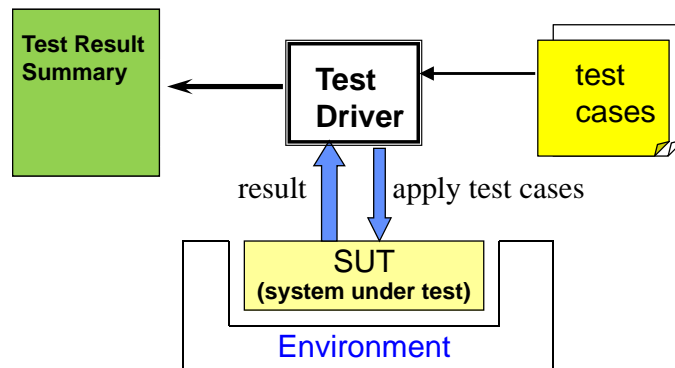 Test Result
Summary
Test
Driver
test
cases
result
apply test cases
SUT
(system under test)
Environment